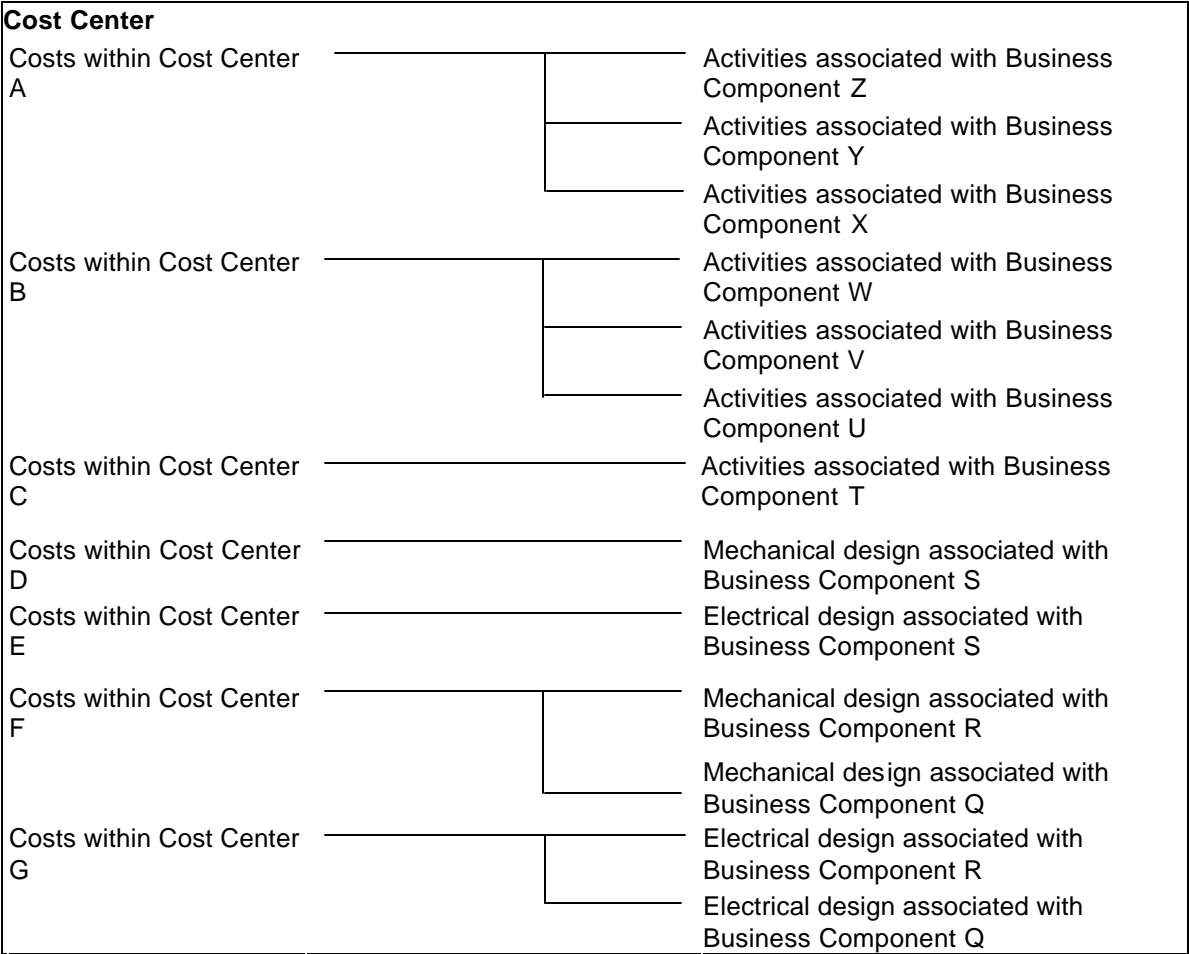 Cost Center
Costs within Cost Center
A
Activities associated with Business
Component Z
Activities associated with Business
Component Y
Activities associated with Business
Component X
Costs within Cost Center
B
Activities associated with Business
Component W
Activities associated with Business
Component V
Activities associated with Business
Component U
Costs within Cost Center
C
Activities associated with Business
Component T
Costs within Cost Center
D
Mechanical design associated with
Business Component S
Costs within Cost Center
E
Electrical design associated with
Business Component S
Costs within Cost Center
F
Mechanical design associated with
Business Component R
Mechanical design associated with
Business Component Q
Costs within Cost Center
G
Electrical design associated with
Business Component R
Electrical design associated with
Business Component Q